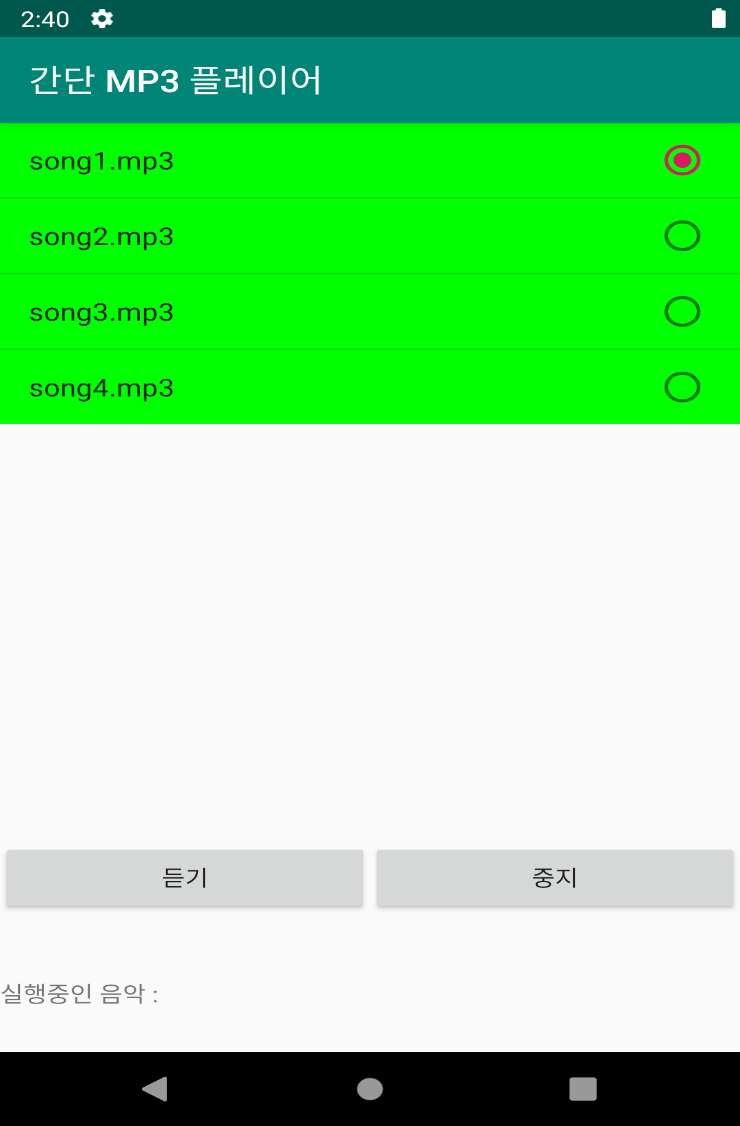 2:40
간단 MP3 플레이어
song1.mp3
song2.mp3
song3.mp3
song4.mp3
듣기
중지
실행중인 음악 :